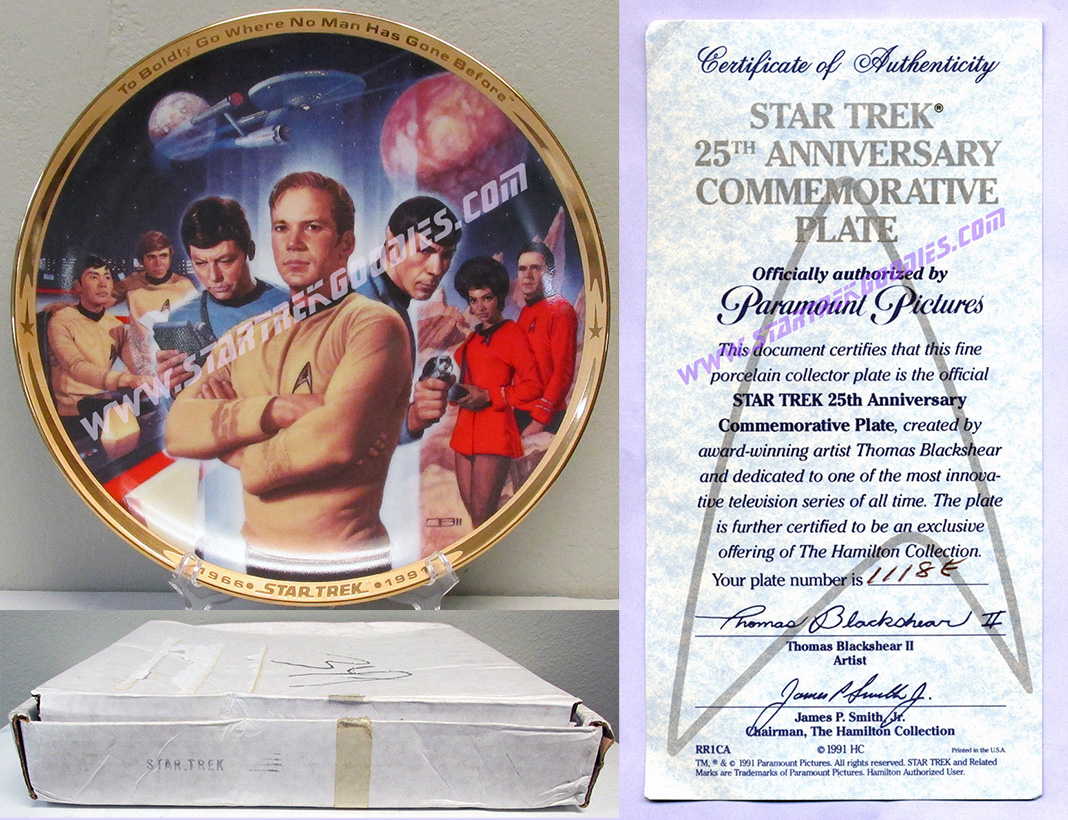 To Boldly Go Where No Man Has Gone Before™
WWW.STARTREKGOODIES.COM
1966 • STAR TREK™ • 1991
STAR TREK
Certificate of Authenticity
STAR TREK®
25TH ANNIVERSARY
COMMEMORATIVE
PLATE
Officially authorized by
Paramount Pictures
WWW.STARTREKGOODIES.COM
This document certifies that this fine
porcelain collector plate is the official
STAR TREK 25th Anniversary
Commemorative Plate, created by
award-winning artist Thomas Blackshear
and dedicated to one of the most innova-
tive television series of all time. The plate
is further certified to be an exclusive
offering of The Hamilton Collection.
Your plate number is 1118E
Thomas Blackshear II
Thomas Blackshear II
Artist
James P Smith Jr.
James P. Smith, Jr.
Chairman, The Hamilton Collection
RR1CA © 1991 HC Printed in the U.S.A.
TM, ® & © 1991 Paramount Pictures. All rights reserved. STAR TREK and Related
Marks are Trademarks of Paramount Pictures. Hamilton Authorized User.